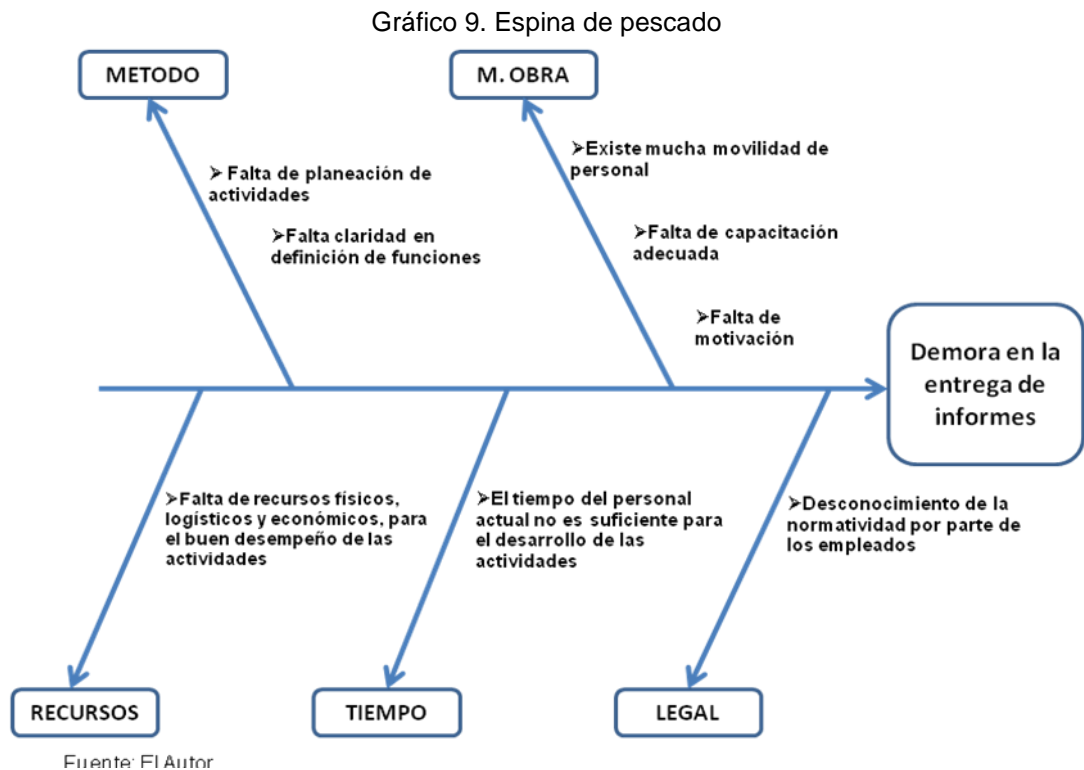 Gráfico 9. Espina de pescado
METODO
M. OBRA
➢Existe mucha movilidad de
personal
➢ Falta de planeación de
actividades
➢Falta claridad en
definición de funciones
➢Falta de capacitación
adecuada
➢Falta de
motivación
Demora en la
entrega de
informes
➢Falta de recursos físicos,
logísticos y económicos, para
el buen desempeño de las
actividades
➢El tiempo del personal
actual no es suficiente para
el desarrollo de las
actividades
➢Desconocimiento de la
normatividad por parte de
los empleados
RECURSOS
TIEMPO
LEGAL
Fuente: El Autor